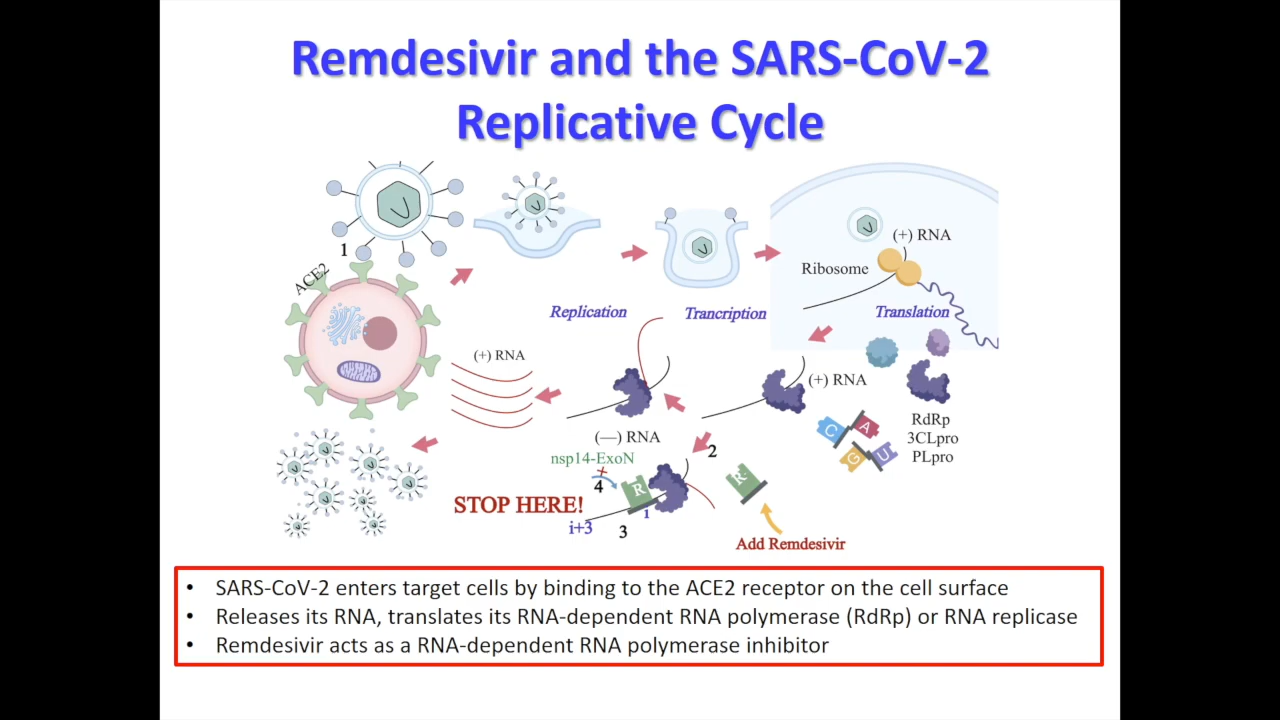 Remdesivir and the SARS-CoV-2
Replicative Cycle
1
ACE2
(+) RNA
Ribosome
Replication
Trancription
Translation
(+) RNA
(+) RNA
RdRp
3CLpro
PLpro
C
A
G
U
(—) RNA
2
nsp14-ExoN
4
R
R
STOP HERE!
i
i+3
3
Add Remdesivir
• SARS-CoV-2 enters target cells by binding to the ACE2 receptor on the cell surface
• Releases its RNA, translates its RNA-dependent RNA polymerase (RdRp) or RNA replicase
• Remdesivir acts as a RNA-dependent RNA polymerase inhibitor